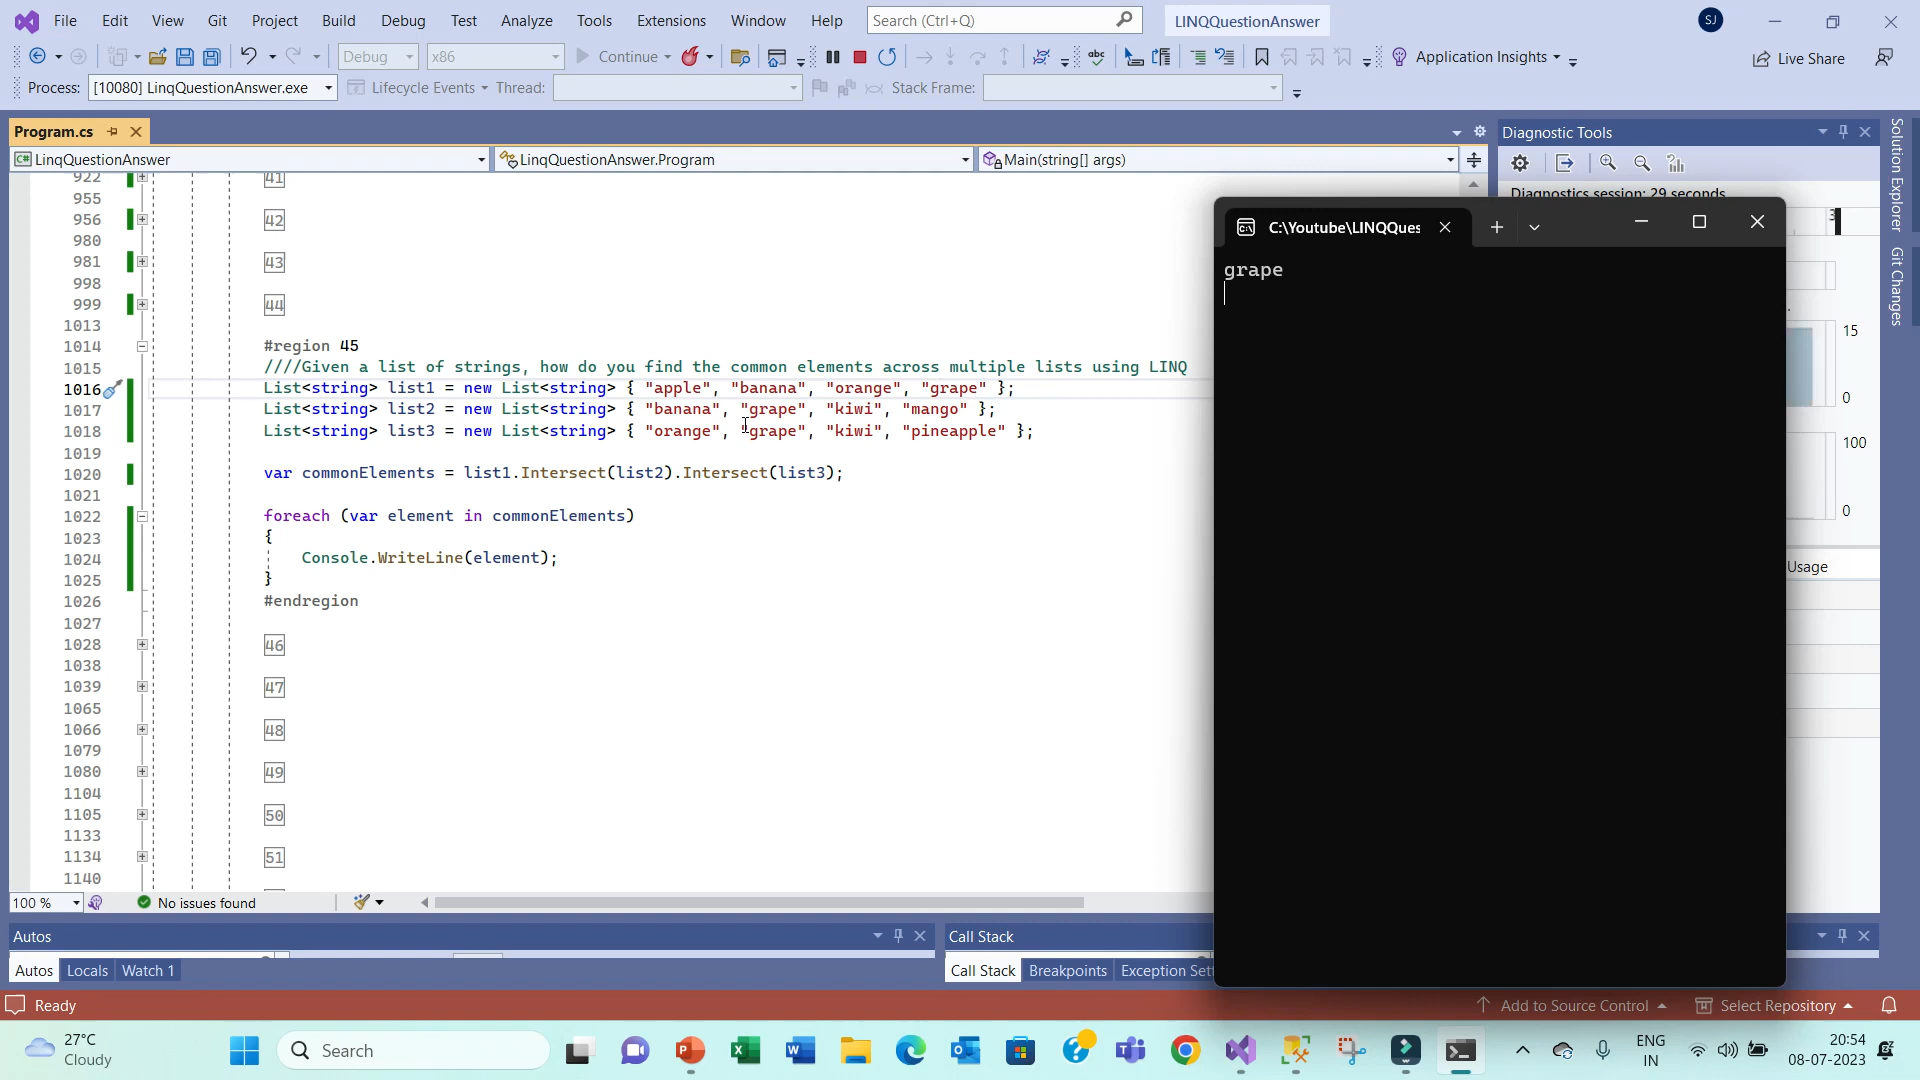 File Edit View Git Project Build Debug Test Analyze Tools Extensions Window Help Search (Ctrl+Q) LINQQuestionAnswer SJ
Debug x86 Continue abc Application Insights Live Share
Process: [10080] LinqQuestionAnswer.exe Lifecycle Events Thread: Stack Frame:
Program.cs Diagnostic Tools
C# LinqQuestionAnswer LinqQuestionAnswer.Program Main(string[] args)
Diagnostics session: 29 seconds
Solution Explorer
Git Changes
922 41
955
956 42
980
981 43
998
999 44
1013
1014 #region 45
1015 ////Given a list of strings, how do you find the common elements across multiple lists using LINQ
1016 List<string> list1 = new List<string> { "apple", "banana", "orange", "grape" };
1017 List<string> list2 = new List<string> { "banana", "grape", "kiwi", "mango" };
1018 List<string> list3 = new List<string> { "orange", "grape", "kiwi", "pineapple" };
1019
1020 var commonElements = list1.Intersect(list2).Intersect(list3);
1021
1022 foreach (var element in commonElements)
1023 {
1024 Console.WriteLine(element);
1025 }
1026 #endregion
1027
1028 46
1038
1039 47
1065
1066 48
1079
1080 49
1104
1105 50
1133
1134 51
1140
C:\Youtube\LINQQues
grape
15
0
100
0
Usage
100 % No issues found
Autos Call Stack
Autos Locals Watch 1 Call Stack Breakpoints Exception Sett
Ready Add to Source Control Select Repository
27°C
Cloudy
Search
ENG
IN
20:54
08-07-2023